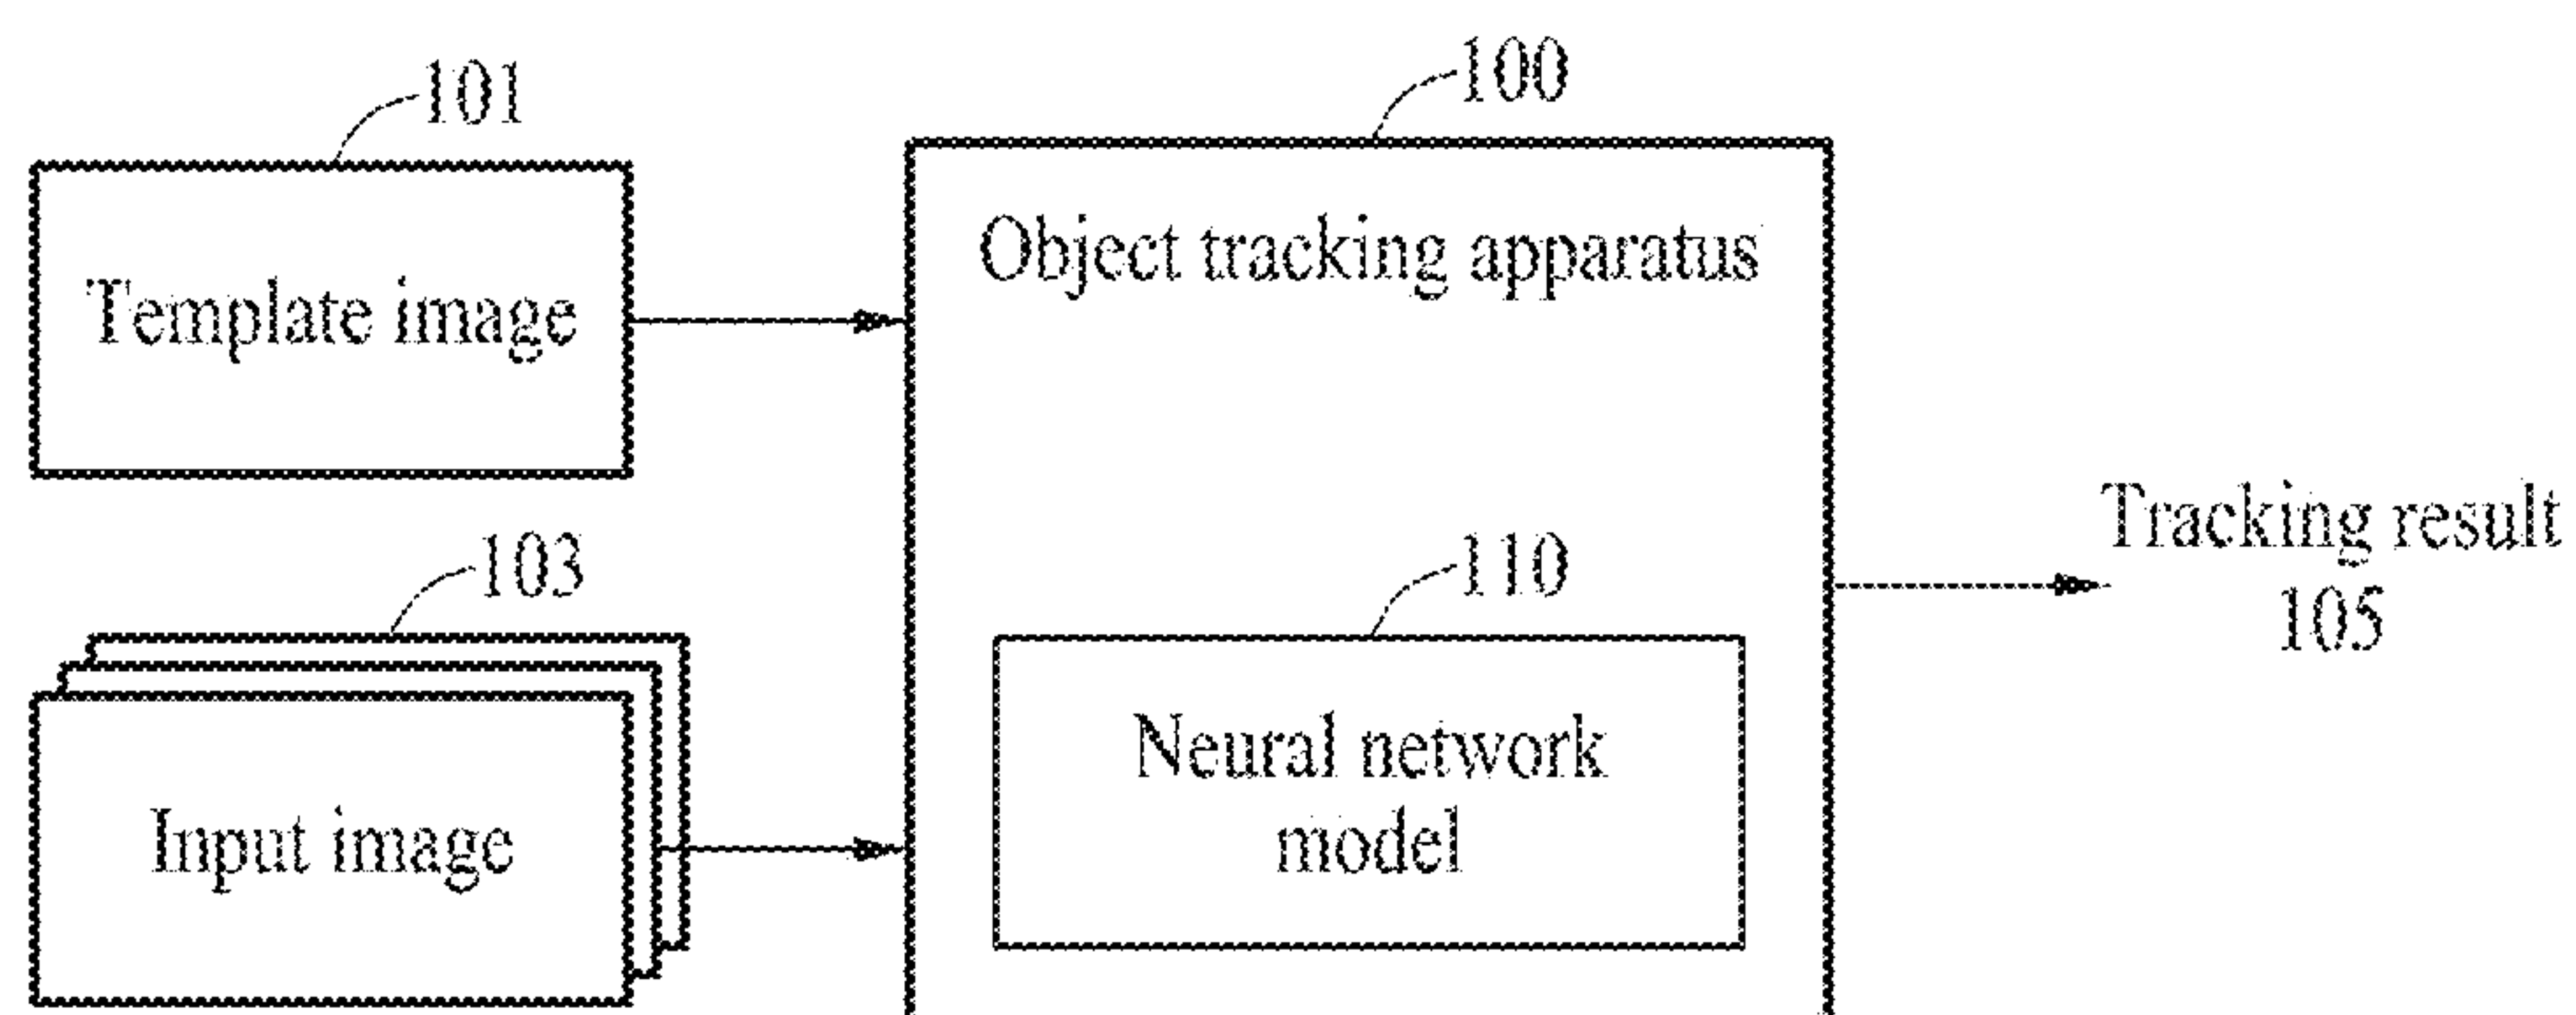 101
100
Template image
Object tracking apparatus
103
110
Tracking result
105
Input image
Neural network
model